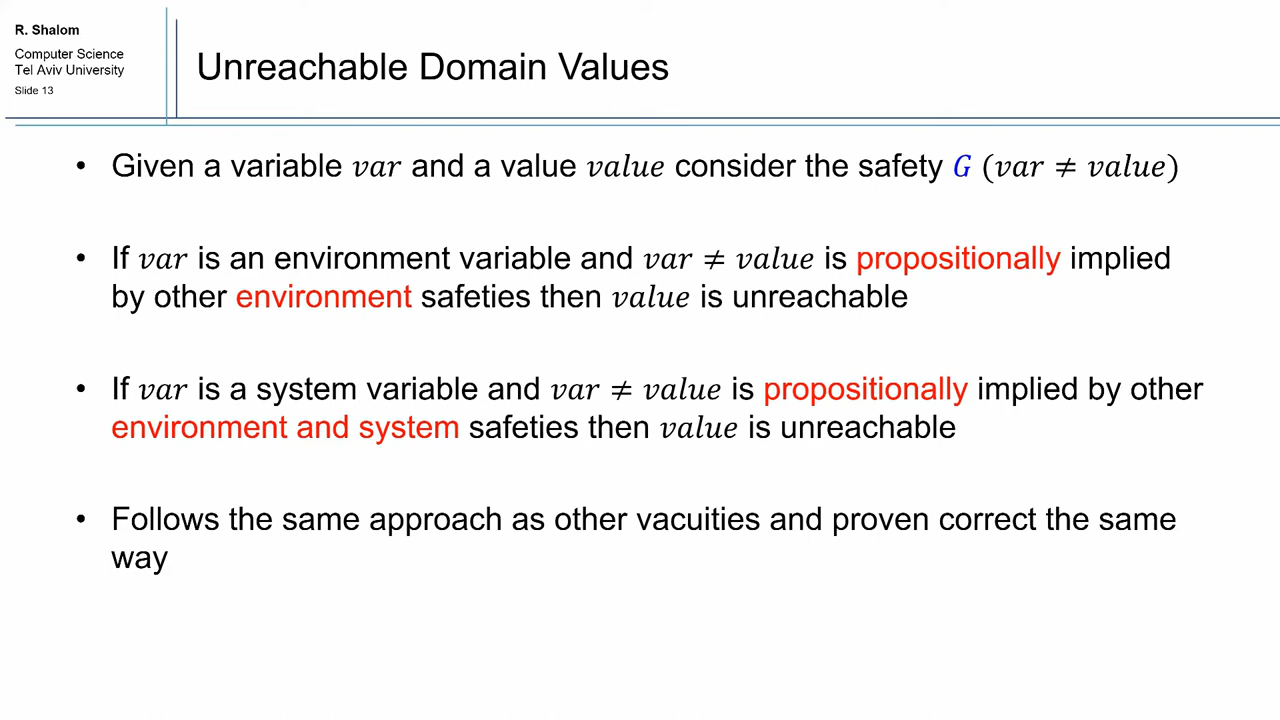 R. Shalom
Computer Science
Tel Aviv University
Slide 13
Unreachable Domain Values
• Given a variable var and a value value consider the safety G (var ≠ value)
• If var is an environment variable and var ≠ value is propositionally implied
by other environment safeties then value is unreachable
• If var is a system variable and var ≠ value is propositionally implied by other
environment and system safeties then value is unreachable
• Follows the same approach as other vacuities and proven correct the same
way